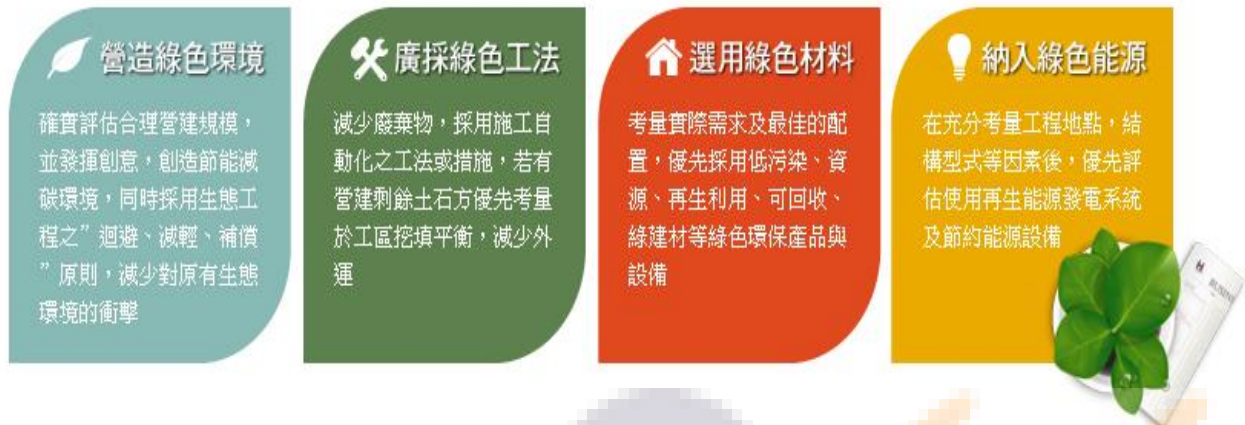 營造綠色環境
確實評估合理營建規模，
並發揮創意，創造節能減
碳環境，同時採用生態工
程之”迴避、減輕、補償
”原則，減少對原有生態
環境的衝擊
廣採綠色工法
減少廢棄物，採用施工自
動化之工法或措施，若有
營建剩餘土石方優先考量
於工區挖填平衡，減少外
運
選用綠色材料
考量實際需求及最佳的配
置，優先採用低污染、資
源、再生利用、可回收、
綠建材等綠色環保產品與
設備
納入綠色能源
在充分考量工程地點，結
構型式等因素後，優先評
估使用再生能源發電系統
及節約能源設備